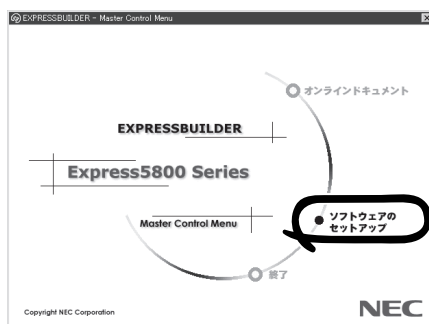 EXPRESSBUILDER - Master Control Menu
オンラインドキュメント
EXPRESSBUILDER
Express5800 Series
Master Control Menu
ソフトウェアの
セットアップ
終了
Copyright NEC Corporation
NEC